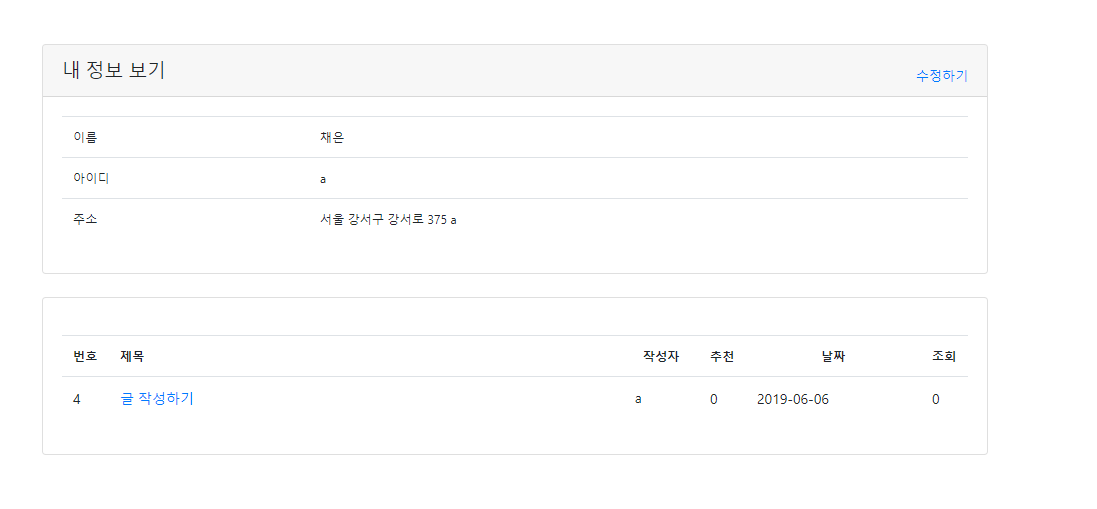 내 정보 보기 수정하기
이름 채은
아이디 a
주소 서울 강서구 강서로 375 a
번호 제목 작성자 추천 날짜 조회
4 글 작성하기 a 0 2019-06-06 0